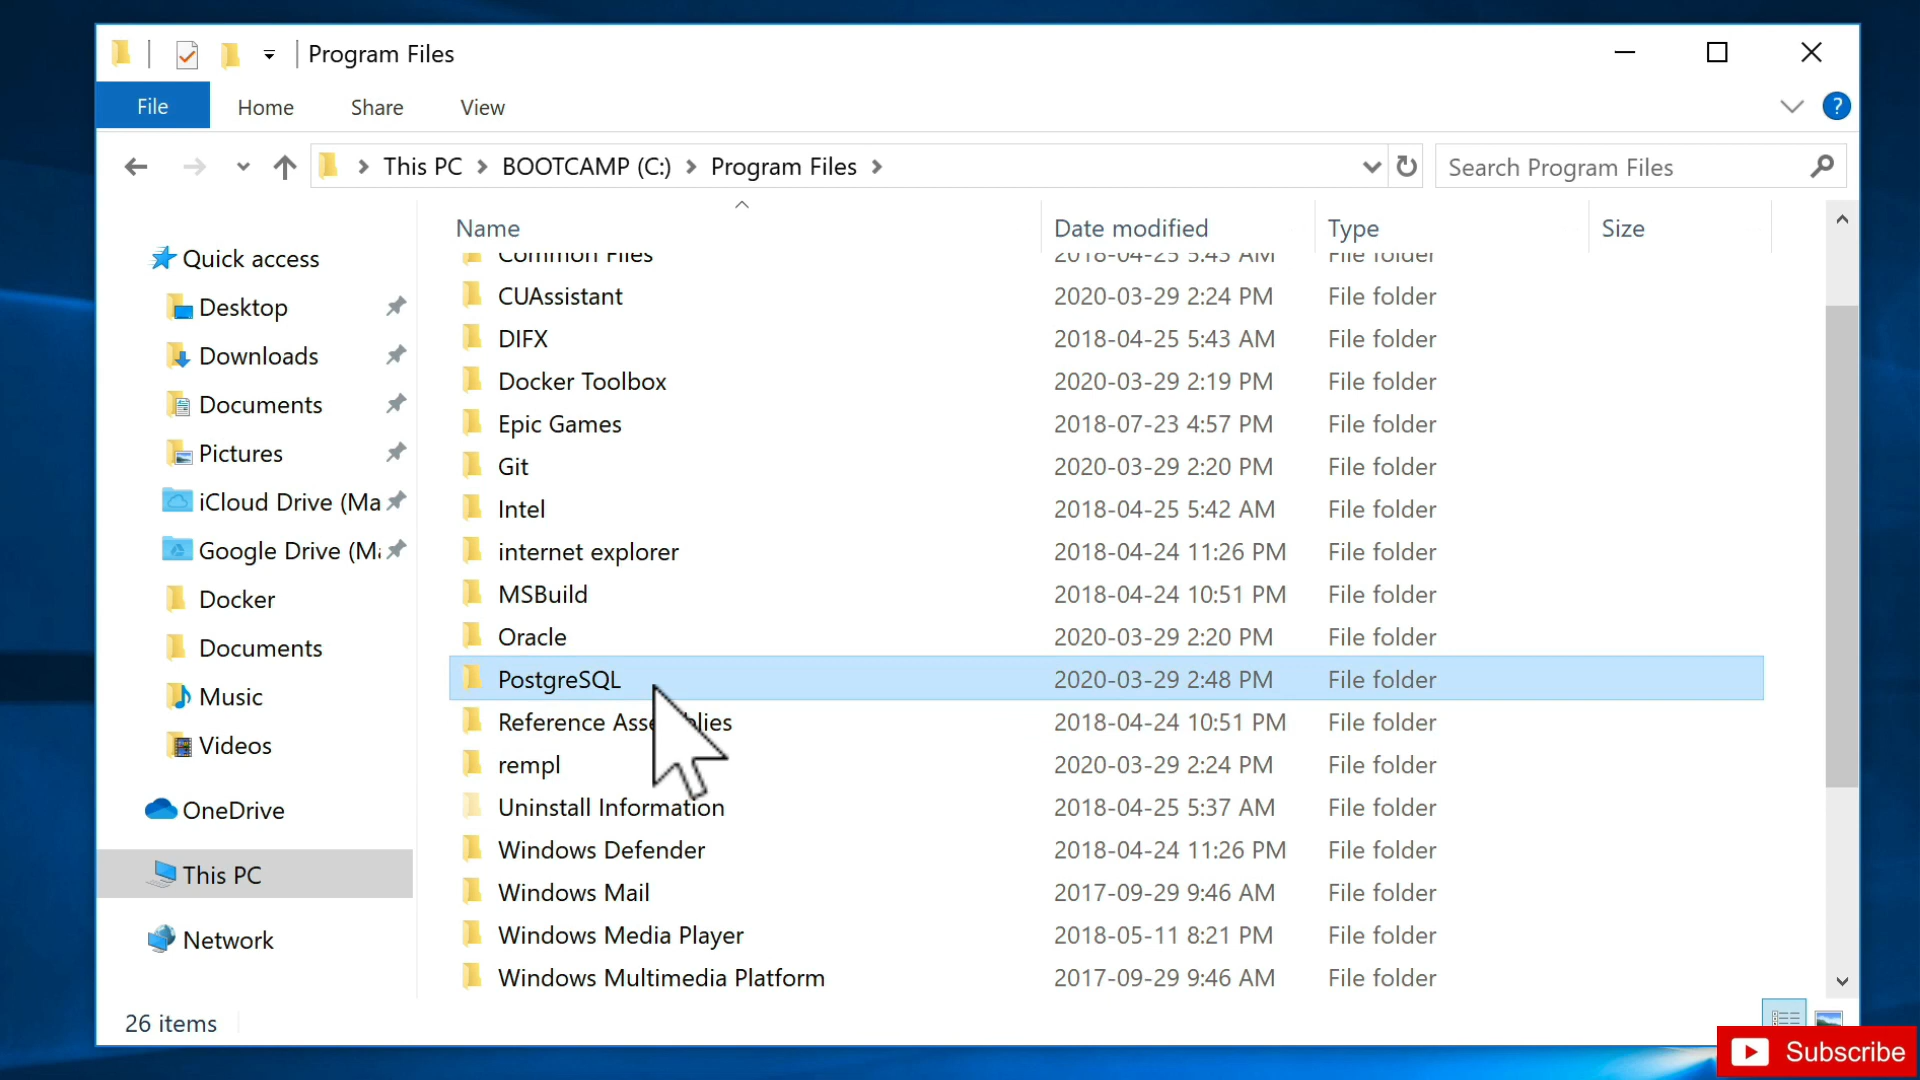 Program Files
File Home Share View
This PC BOOTCAMP (C:) Program Files
Search Program Files
Name Date modified Type Size
Common Files 2018-04-25 5:43 AM File folder
CUAssistant 2020-03-29 2:24 PM File folder
DIFX 2018-04-25 5:43 AM File folder
Docker Toolbox 2020-03-29 2:19 PM File folder
Epic Games 2018-07-23 4:57 PM File folder
Git 2020-03-29 2:20 PM File folder
Intel 2018-04-25 5:42 AM File folder
internet explorer 2018-04-24 11:26 PM File folder
MSBuild 2018-04-24 10:51 PM File folder
Oracle 2020-03-29 2:20 PM File folder
PostgreSQL 2020-03-29 2:48 PM File folder
Reference Assemblies 2018-04-24 10:51 PM File folder
rempl 2020-03-29 2:24 PM File folder
Uninstall Information 2018-04-25 5:37 AM File folder
Windows Defender 2018-04-24 11:26 PM File folder
Windows Mail 2017-09-29 9:46 AM File folder
Windows Media Player 2018-05-11 8:21 PM File folder
Windows Multimedia Platform 2017-09-29 9:46 AM File folder
Quick access
Desktop
Downloads
Documents
Pictures
iCloud Drive (Ma
Google Drive (Ma
Docker
Documents
Music
Videos
OneDrive
This PC
Network
26 items
Subscribe